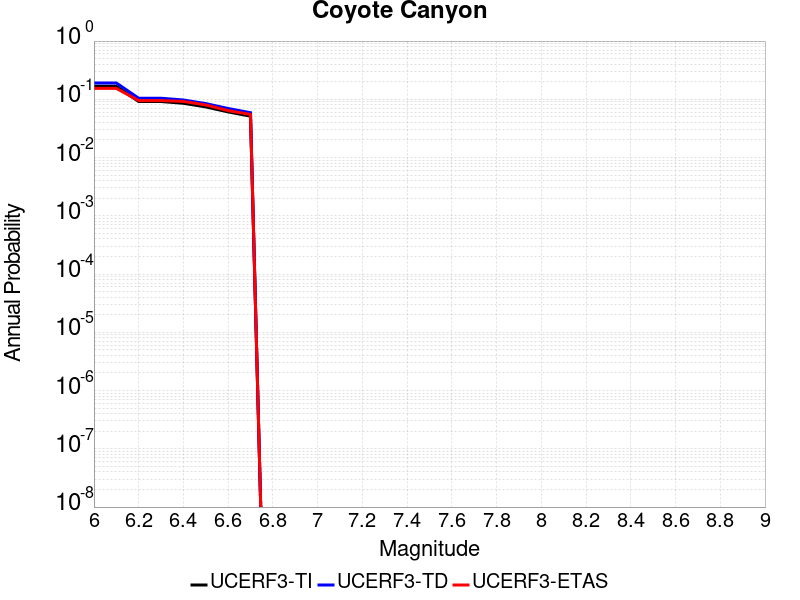 Coyote Canyon
Annual Probability
10^0
10^-1
10^-2
10^-3
10^-4
10^-5
10^-6
10^-7
10^-8
6 6.2 6.4 6.6 6.8 7 7.2 7.4 7.6 7.8 8 8.2 8.4 8.6 8.8 9
Magnitude
UCERF3-TI UCERF3-TD UCERF3-ETAS